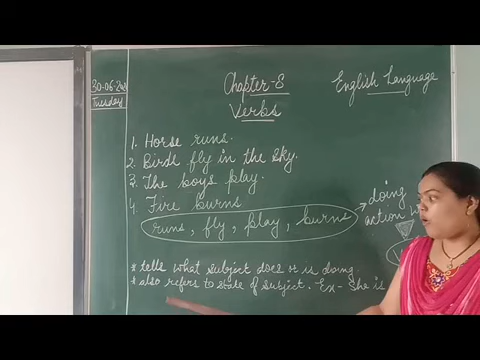 30-06-
Tuesday
Chapter-8
Verbs
English Language
1. Horse runs.
2. Birds fly in the sky.
3. The boys play.
4. Fire burns
runs, fly, play, burns
doing
action
* tells what subject does or is doing.
* also refers to state of subject. Ex- She is